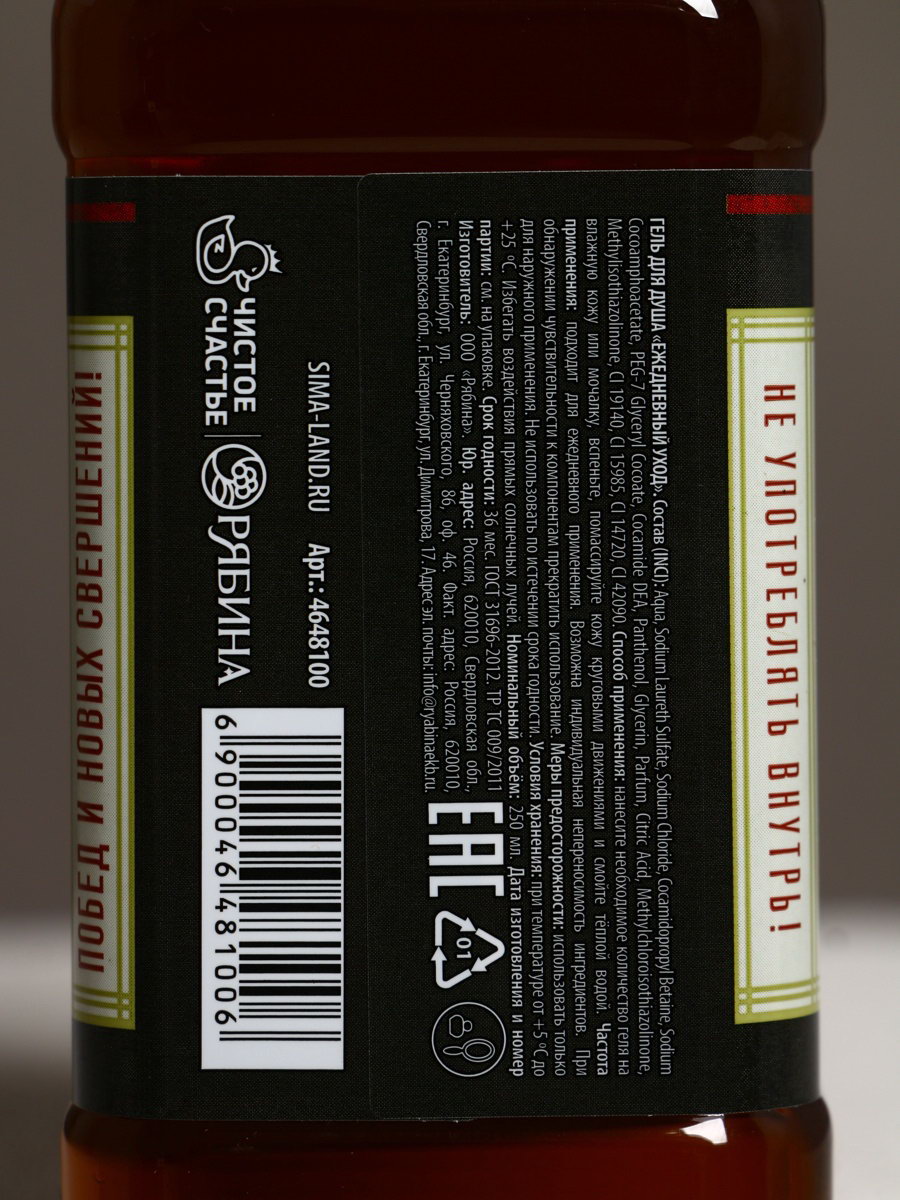 НЕ УПОТРЕБЛЯТЬ ВНУТРЬ!
ГЕЛЬ ДЛЯ ДУША «ЕЖЕДНЕВНЫЙ УХОД». Состав (INCI): Aqua, Sodium Laureth Sulfate, Sodium Chloride, Cocamidopropyl Betaine, Sodium
Cocoamphoacetate, PEG-7 Glyceryl Cocoate, Cocamide DEA, Panthenol, Glycerin, Parfum, Citric Acid, Methylchloroisothiazolinone,
Methylisothiazolinone, CI 19140, CI 15985, CI 14720, CI 42090. Способ применения: нанесите необходимое количество геля на
влажную кожу или мочалку, вспеньте, помассируйте кожу круговыми движениями и смойте тёплой водой. Частота
применения: подходит для ежедневного применения. Возможна индивидуальная непереносимость ингредиентов. При
обнаружении чувствительности к компонентам прекратить использование. Меры предосторожности: использовать только
для наружного применения. Не использовать по истечении срока годности. Условия хранения: при температуре от +5 °С до
+25 °С. Избегать воздействия прямых солнечных лучей. Номинальный объём: 250 мл. Дата изготовления и номер
партии: см. на упаковке. Срок годности: 36 мес. ГОСТ 31696-2012. ТР ТС 009/2011
Изготовитель: ООО «Рябина». Юр. адрес: Россия, 620010, Свердловская обл.,
г. Екатеринбург, ул. Черняховского, 86, оф. 46. Факт. адрес: Россия, 620010,
Свердловская обл., г. Екатеринбург, ул. Димитрова, 17. Адрес эл. почты: info@ryabinaekb.ru.
ЕАС
01
SIMA-LAND.RU Арт.: 4648100
ЧИСТОЕ
СЧАСТЬЕ
РЯБИНА
6 900046 481006
ПОБЕД И НОВЫХ СВЕРШЕНИЙ!